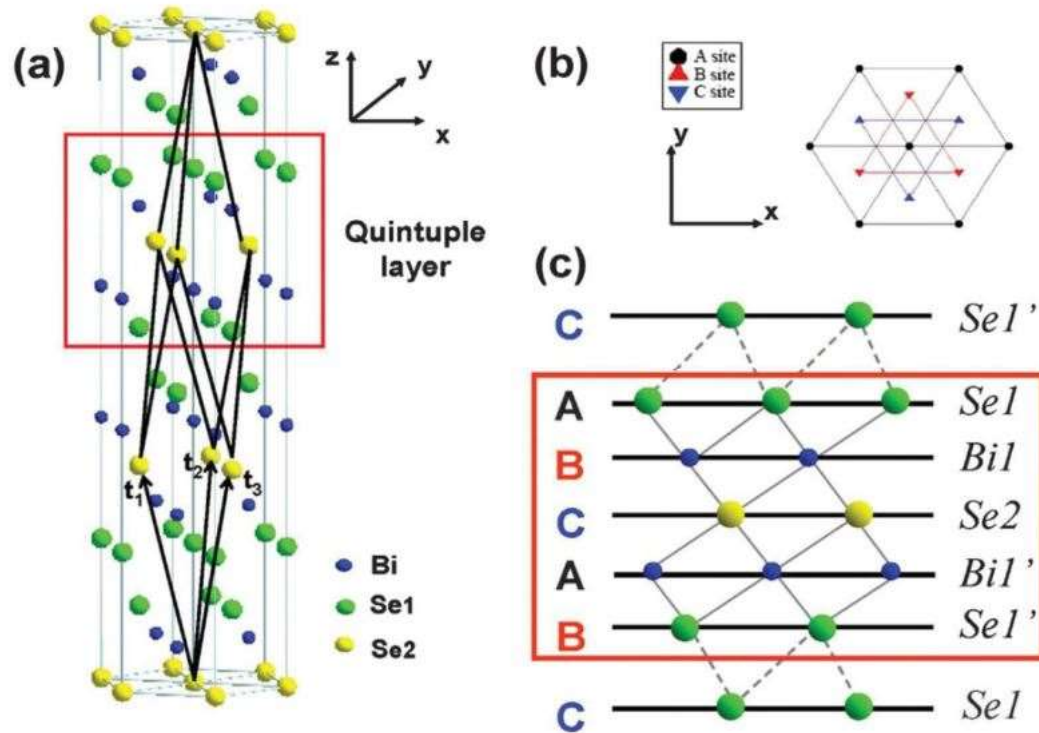 (a)
z
y
x
Quintuple
layer
t1
t2
t3
Bi
Se1
Se2
(b)
A site
B site
C site
y
x
(c)
C Se1’
A Se1
B Bi1
C Se2
A Bi1’
B Se1’
C Se1